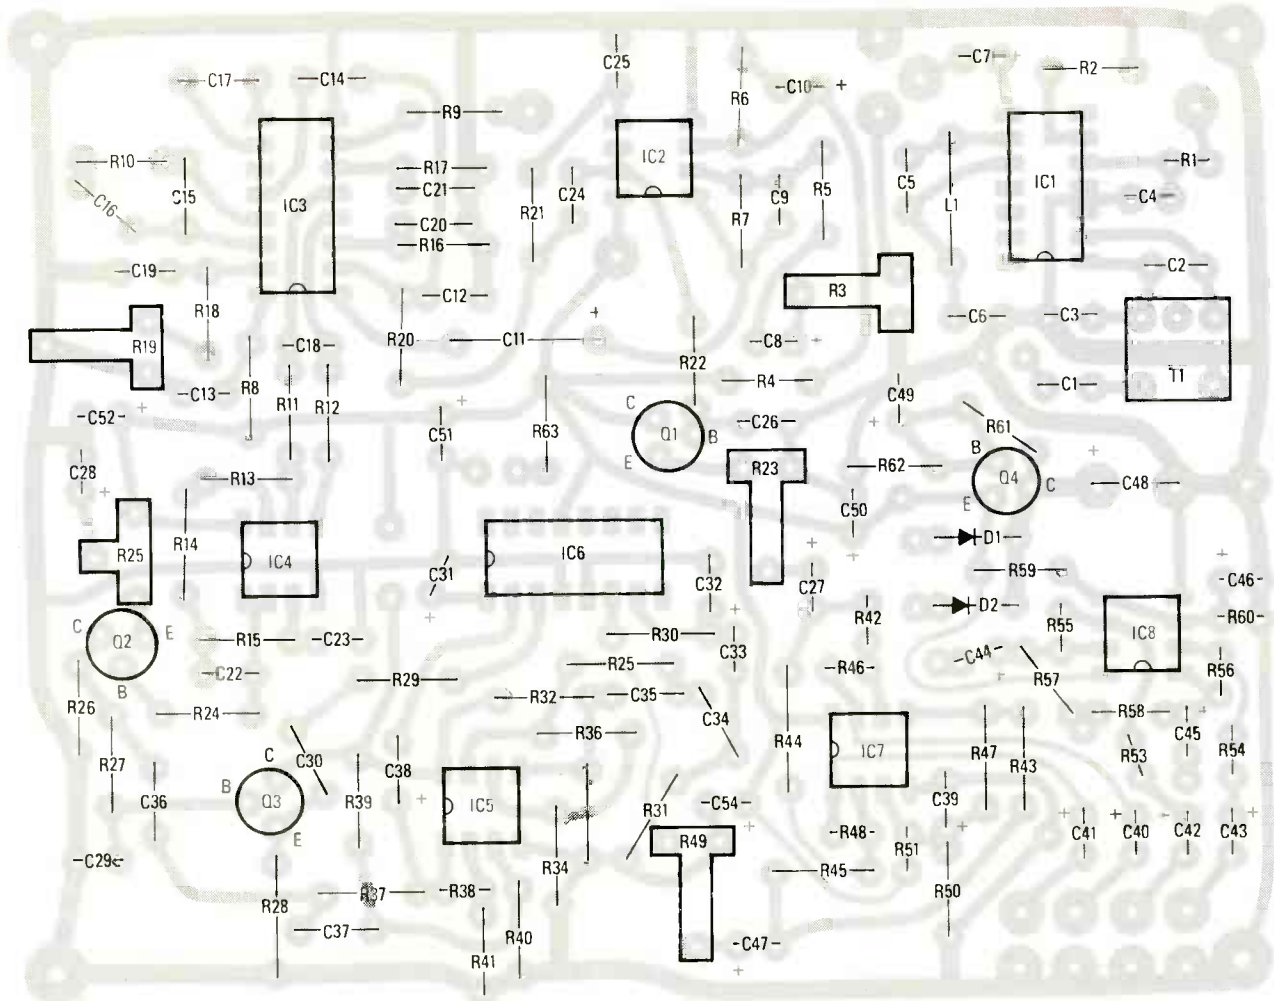 C25
C7 +
C17 C14 R6 C10 + R2
R9
IC2
R10 R17 R1
C15 C21 C24 C9 R5 C5 IC1
C16 IC3 C20 R21 R7 L1 C4
R16
C19 C2
R18 C12 R3
+
R19 C18 R20 C11 C8 C6 C3
R22
T1
C13 R8 R4 C49 C1
C52 + R11 R12 + C
C51 R63 Q1 B C26 + R61
E
C28 R13 R23 R62 B Q4 C C48 +
+ C50 E
R25 R14 IC4 IC6 + D1
C31 C32 C27 R59 + C46
+ + + D2
C Q2 E R15 C23 R30 C33 R42 R55 IC8 R60
B C22 R25 R46 C44 R56
R29 + R57
R26 R24 R32 C35 R58 +
C34 C45
R27 C30 R36 R44 IC7 R47 R43 R53 R54
C
C36 B Q3 R39 C38 + IC5 R31 C54 C39
E + + + + +
R49 R48 R51 C41 C40 C42 C43
C29
R34 R45
R28 R37 R38 R50
C37 R40
R41 C47
+